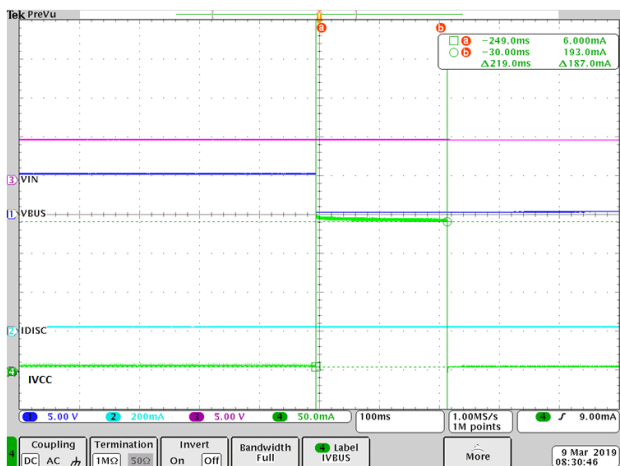 Tek PreVu
a
b
a −249.0ms 6.000mA
b −30.00ms 193.0mA
Δ219.0ms Δ187.0mA
3 VIN
1 VBUS
2 IDISC
4
IVCC
1 5.00 V 2 200mA 3 5.00 V 4 50.0mA 100ms 1.00MS/s 4 9.00mA
1M points
4 Coupling Termination Invert Bandwidth 4 Label More
DC AC 1MΩ 50Ω On Off Full IVBUS
9 Mar 2019
08:30:46